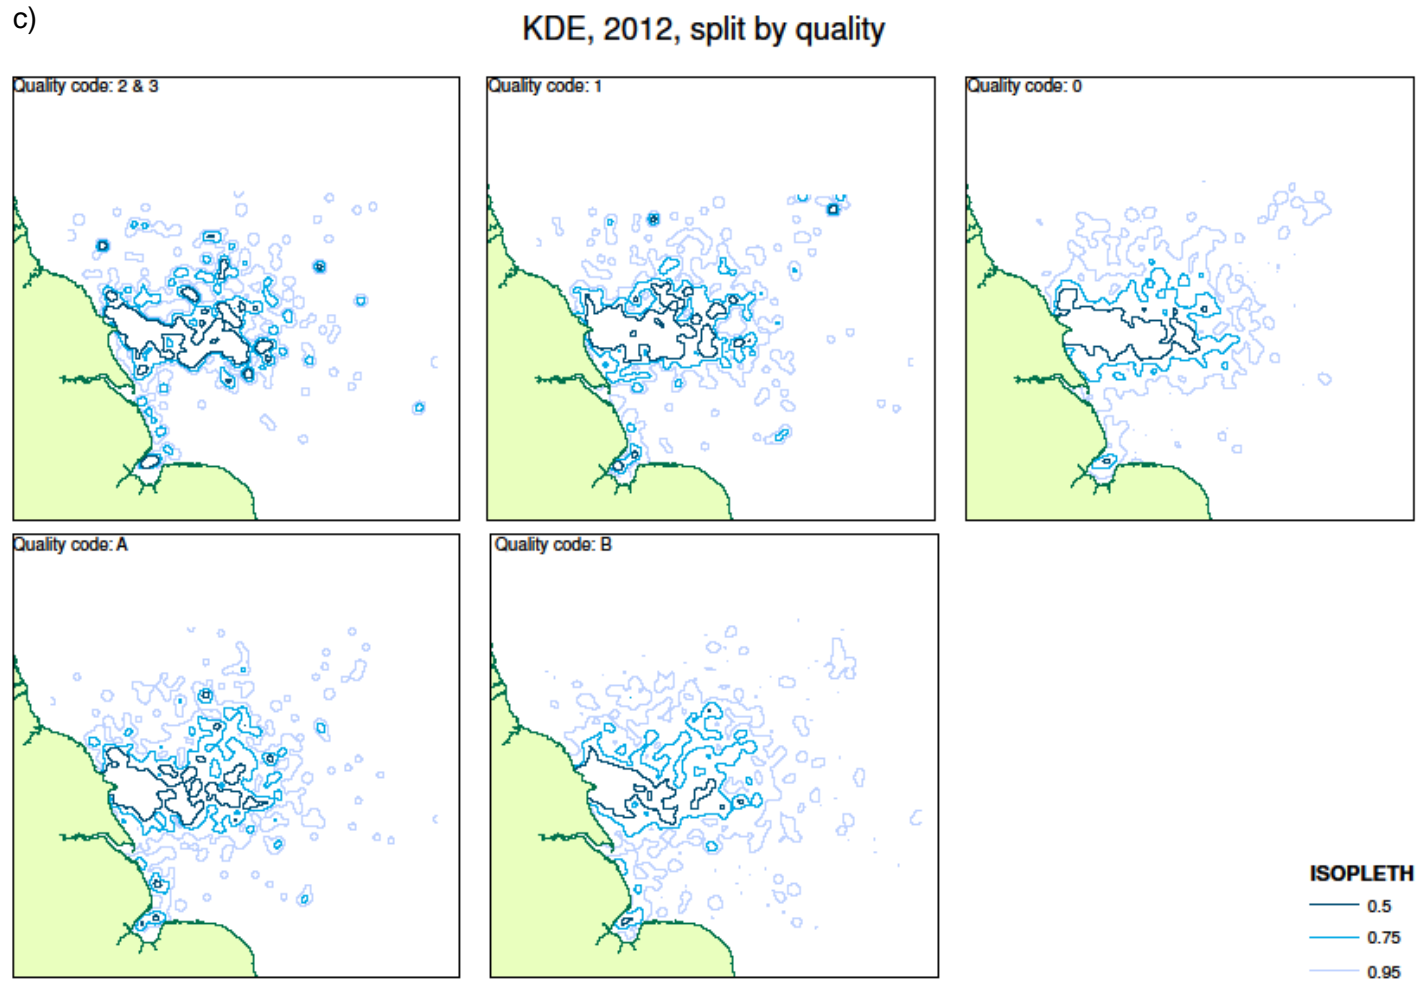 c)
KDE, 2012, split by quality
Quality code: 2 & 3
Quality code: 1
Quality code: 0
Quality code: A
Quality code: B
ISOPLETH
0.5
0.75
0.95